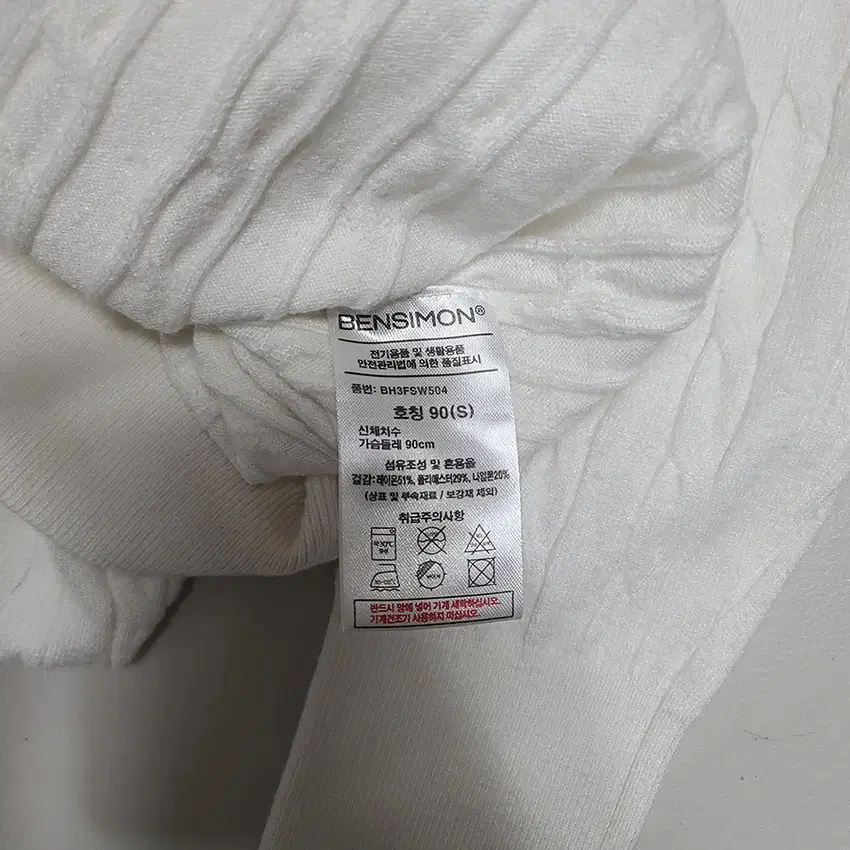 BENSIMON®
전기용품 및 생활용품
안전관리법에 의한 품질표시
품번: BH3FSW504
호칭 90(S)
신체치수
가슴둘레 90cm
섬유조성 및 혼용율
겉감: 레이온51%, 폴리에스터29%, 나일론20%
(상표 및 부속재료 / 보강재 제외)
취급주의사항
약30℃
중성
반드시 망에 넣어 기계 세탁하십시오.
기계건조기 사용하지 마십시오.